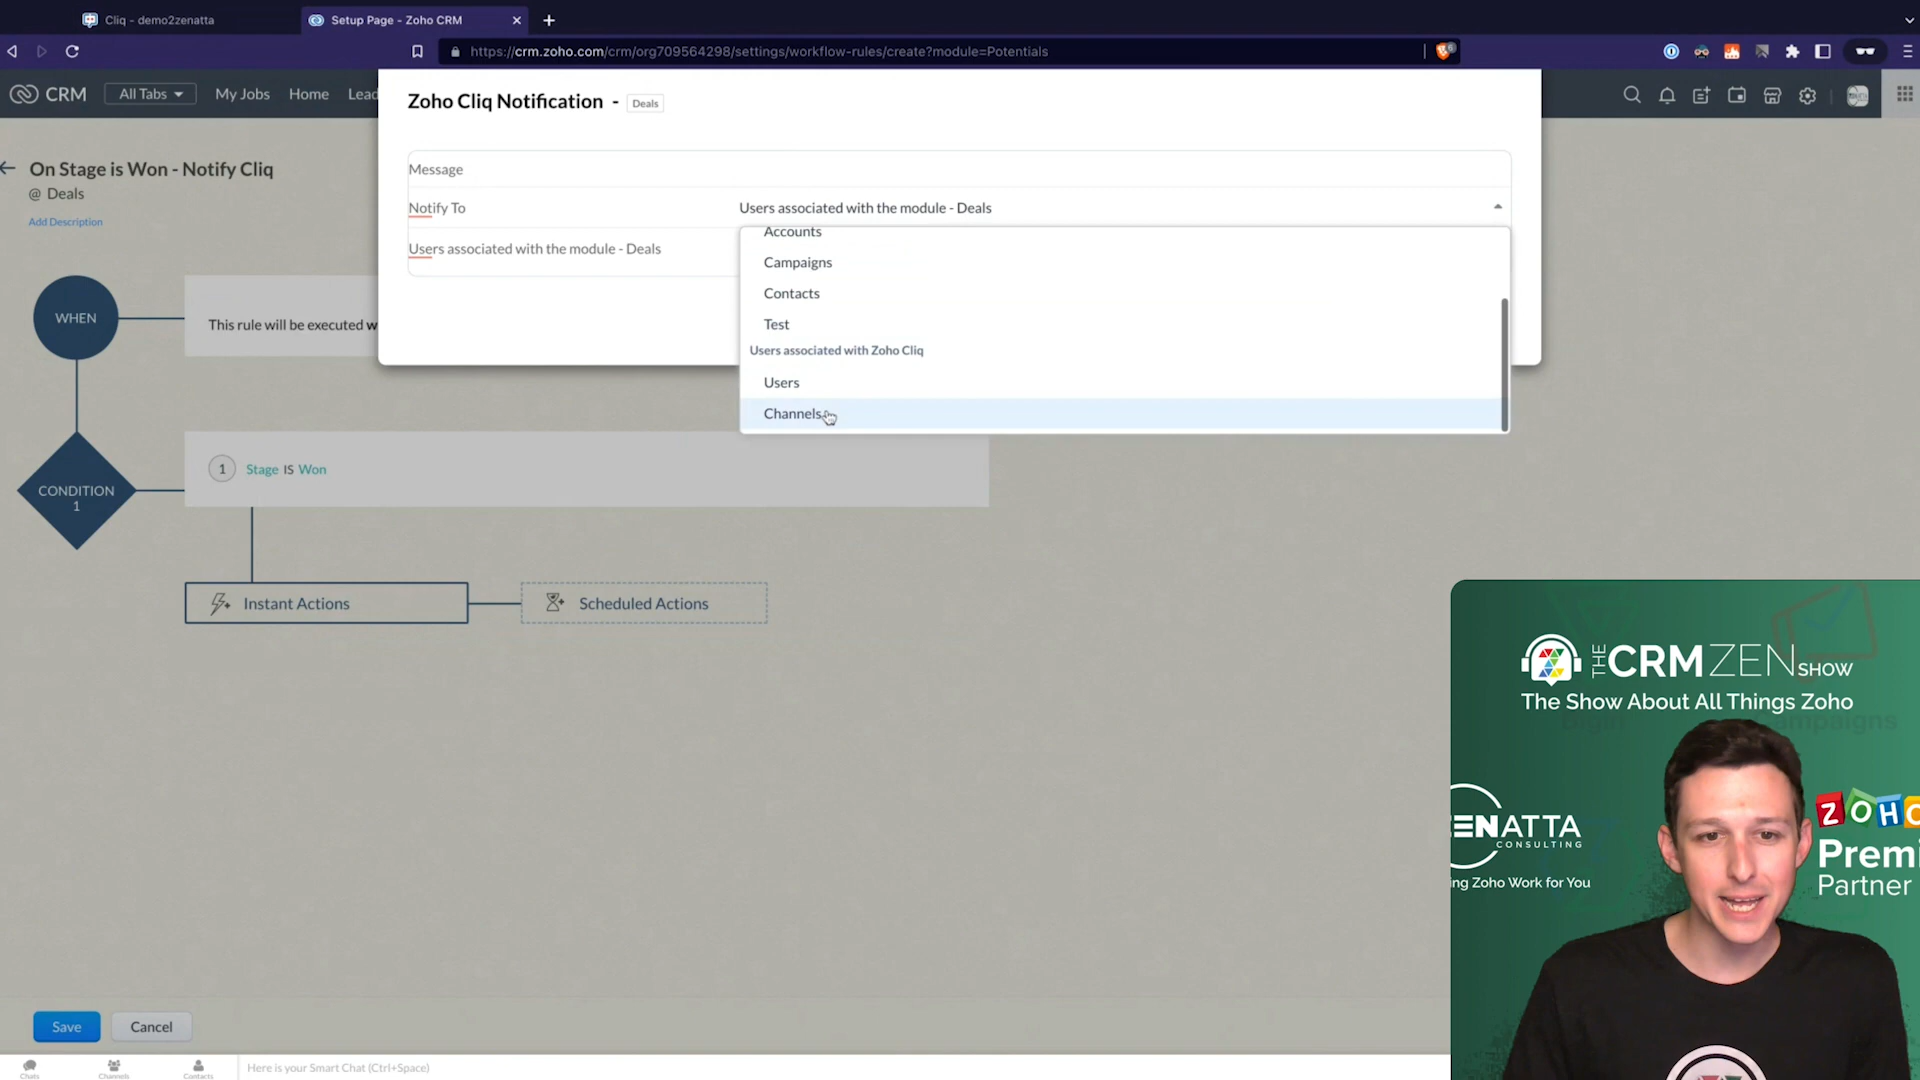 Cliq - demo2zenatta
Setup Page - Zoho CRM
https://crm.zoho.com/crm/org709564298/settings/workflow-rules/create?module=Potentials
CRM
All Tabs
My Jobs
Home
Lead
Zoho Cliq Notification - Deals
Message
Notify To
Users associated with the module - Deals
Users associated with the module - Deals
Accounts
Campaigns
Contacts
Test
Users associated with Zoho Cliq
Users
Channels
On Stage is Won - Notify Cliq
@ Deals
Add Description
WHEN
This rule will be executed w
CONDITION
1
1 Stage IS Won
Instant Actions
Scheduled Actions
THE CRMZEN SHOW
The Show About All Things Zoho
ENATTA
CONSULTING
ing Zoho Work for You
ZOHO
Premi
Partner
Save
Cancel
Chats
Channels
Contacts
Here is your Smart Chat (Ctrl+Space)